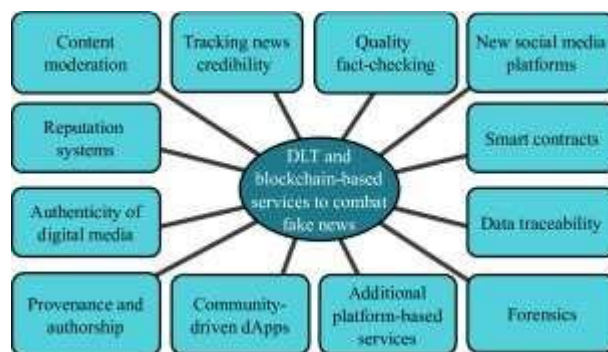 Content
moderation
Tracking news
credibility
Quality
fact-checking
New social media
platforms
Reputation
systems
DLT and
blockchain-based
services to combat
fake news
Smart contracts
Authenticity of
digital media
Data traceability
Provenance and
authorship
Community-
driven dApps
Additional
platform-based
services
Forensics